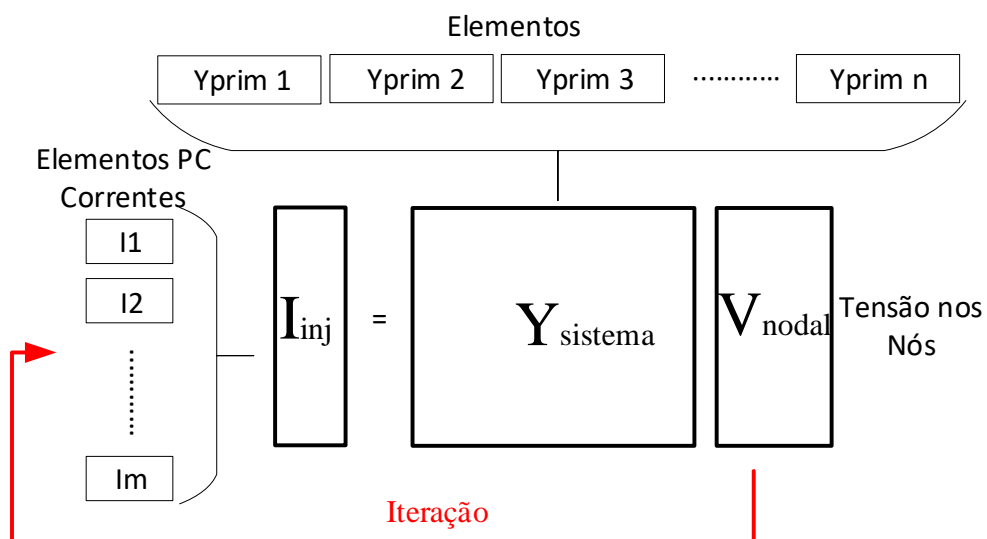 Elementos
Yprim 1 Yprim 2 Yprim 3 ............ Yprim n
Elementos PC
Correntes
I1
I2
.........
Im
Iinj = Ysistema Vnodal
Tensão nos
Nós
Iteração